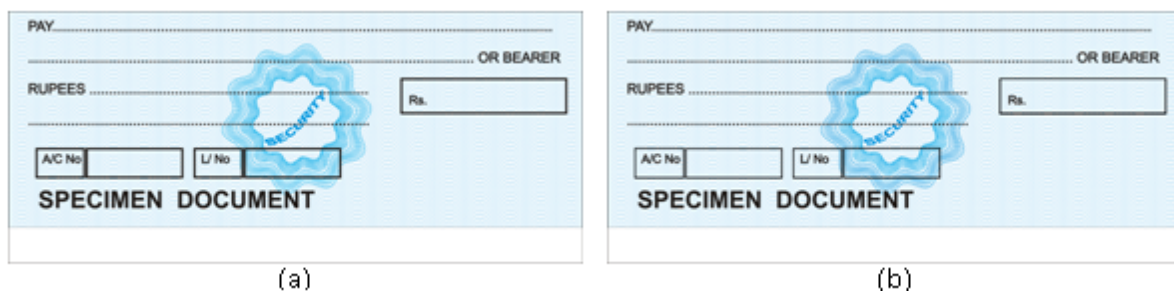 PAY
OR BEARER
RUPEES
Rs.
SECURITY
A/C No L/ No
SPECIMEN DOCUMENT
(a)
PAY
OR BEARER
RUPEES
Rs.
SECURITY
A/C No L/ No
SPECIMEN DOCUMENT
(b)